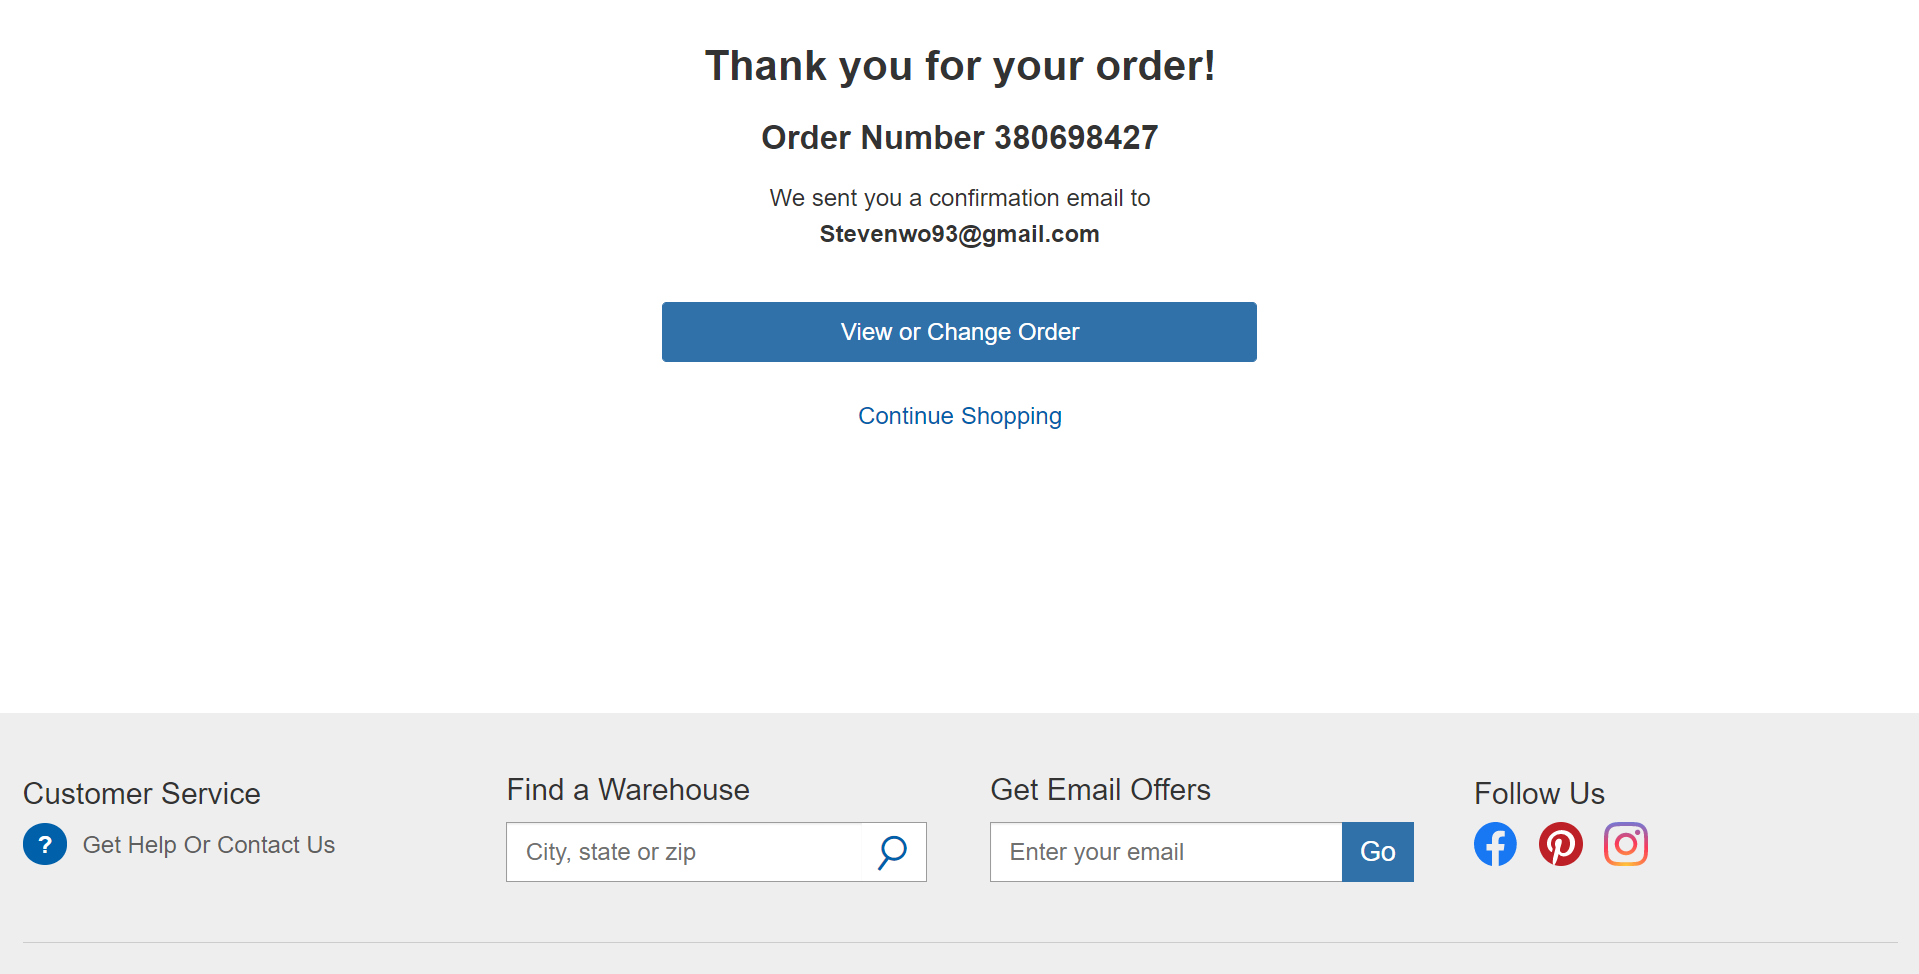 Thank you for your order!
Order Number 380698427
We sent you a confirmation email to
Stevenwo93@gmail.com
View or Change Order
Continue Shopping
Customer Service
? Get Help Or Contact Us
Find a Warehouse
City, state or zip
Get Email Offers
Enter your email
Go
Follow Us